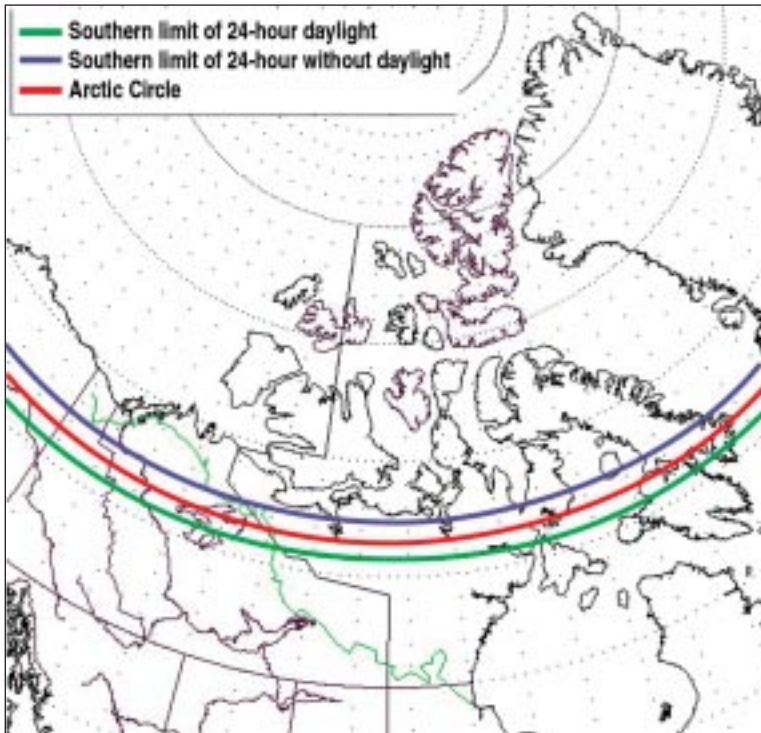 Southern limit of 24-hour daylight
Southern limit of 24-hour without daylight
Arctic Circle